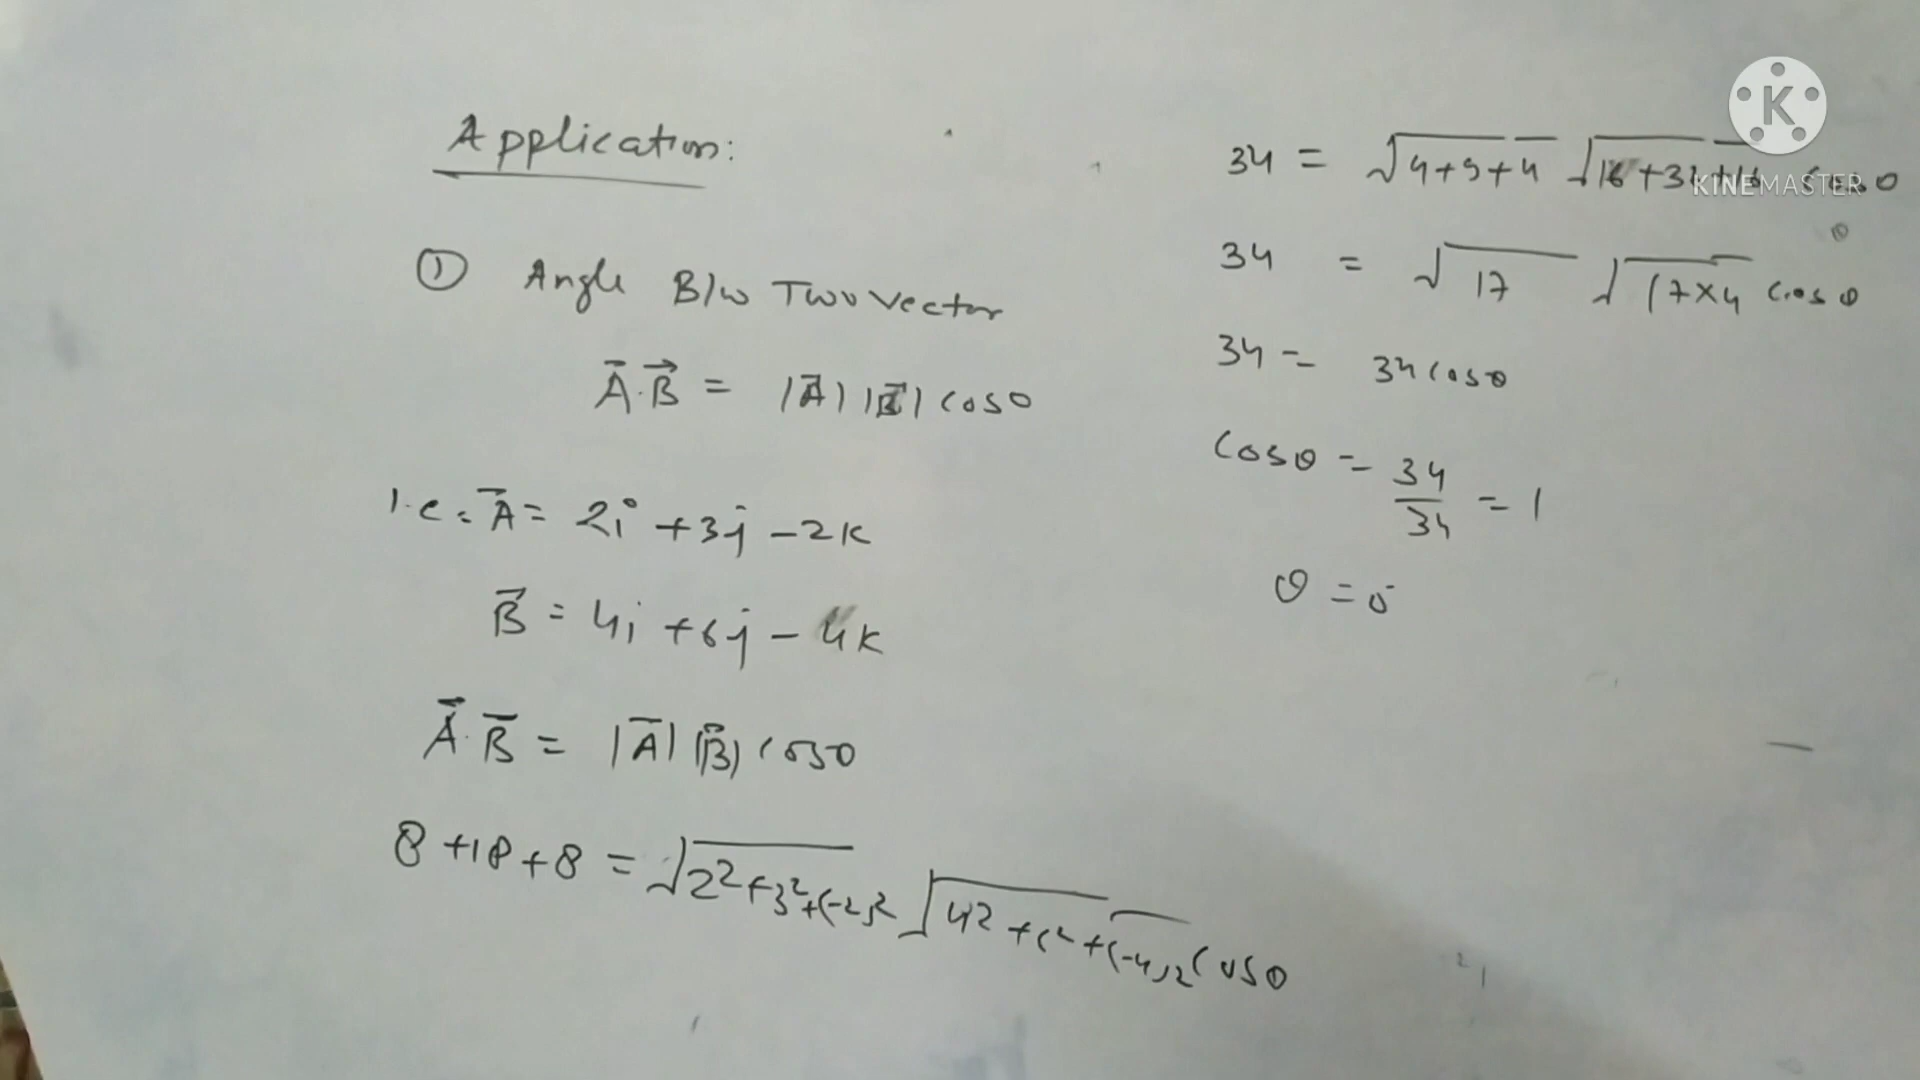 Application:
① Angle B/w Two Vector
A⃗.B⃗ = |A⃗| |B⃗| cosθ
i.e. A⃗ = 2i + 3j - 2k
B⃗ = 4i + 6j - 4k
A⃗.B⃗ = |A⃗| |B⃗| cosθ
8 + 18 + 8 = √2² + 3² + (-2)² √4² + 6² + (-4)² cosθ
34 = √4+9+4 √16+36+16 cosθ
34 = √17 √17×4 cosθ
34 = 34 cosθ
cosθ = 34/34 = 1
θ = 0°
K
KINEMASTER